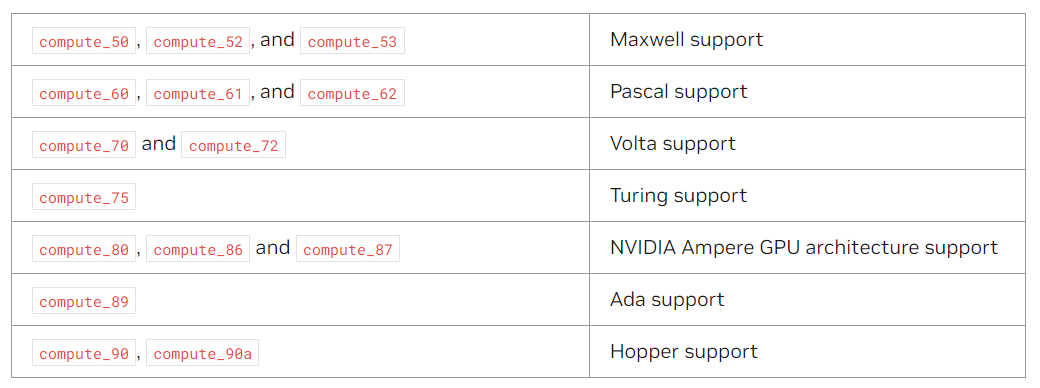 compute_50, compute_52, and compute_53 Maxwell support
compute_60, compute_61, and compute_62 Pascal support
compute_70 and compute_72 Volta support
compute_75 Turing support
compute_80, compute_86 and compute_87 NVIDIA Ampere GPU architecture support
compute_89 Ada support
compute_90, compute_90a Hopper support